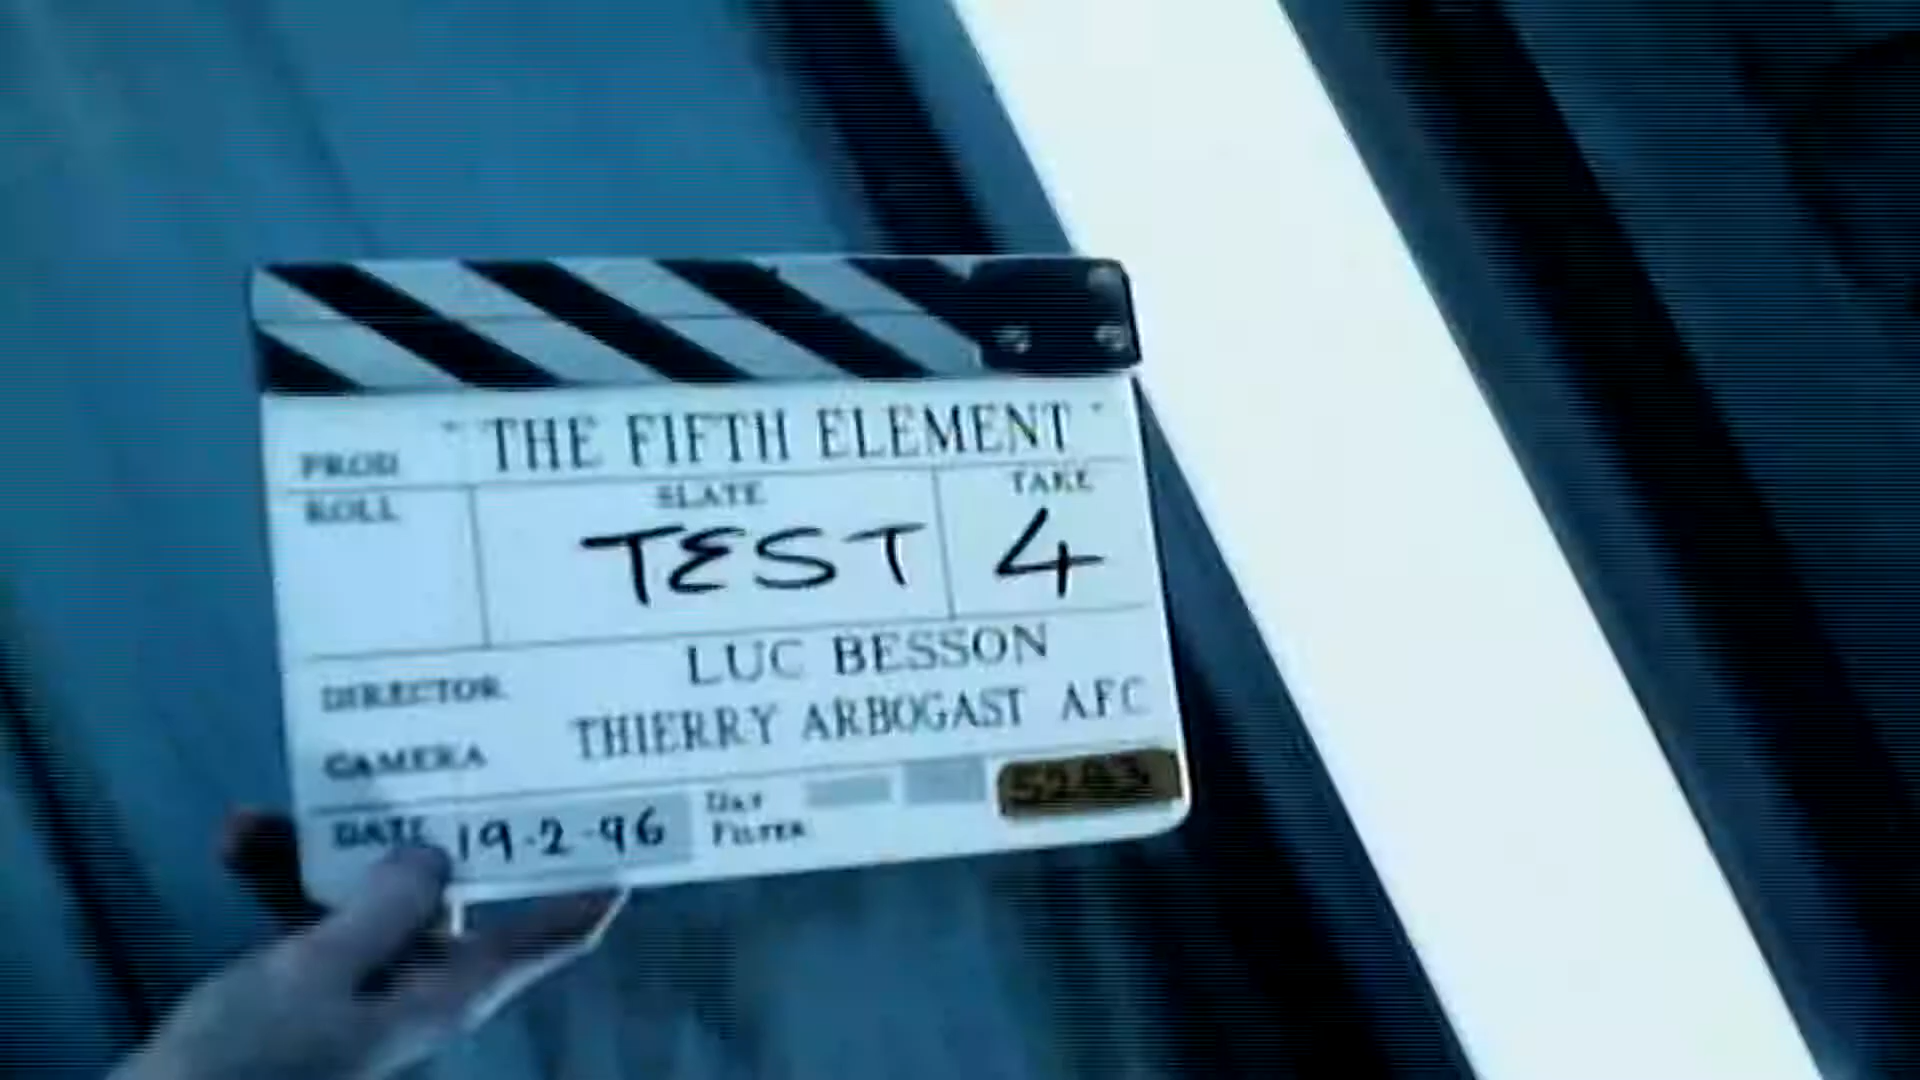 PROD "THE FIFTH ELEMENT"
ROLL SLATE TAKE
TEST 4
DIRECTOR LUC BESSON
CAMERA THIERRY ARBOGAST A.F.C
DATE 19-2-96 DAY
FILTER